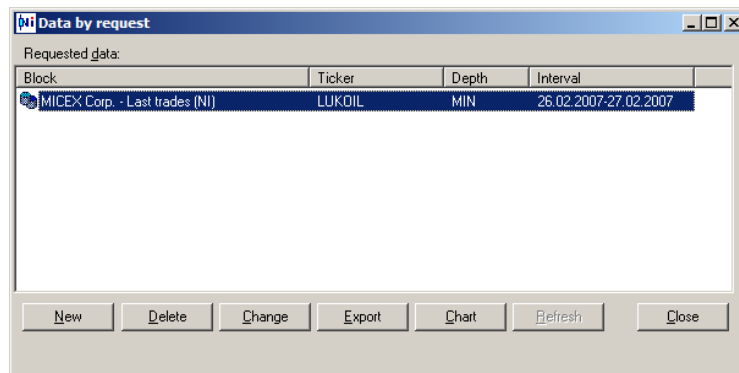 Ni Data by request
Requested data:
Block Ticker Depth Interval
MICEX Corp. - Last trades (NI) LUKOIL MIN 26.02.2007-27.02.2007
New Delete Change Export Chart Refresh Close